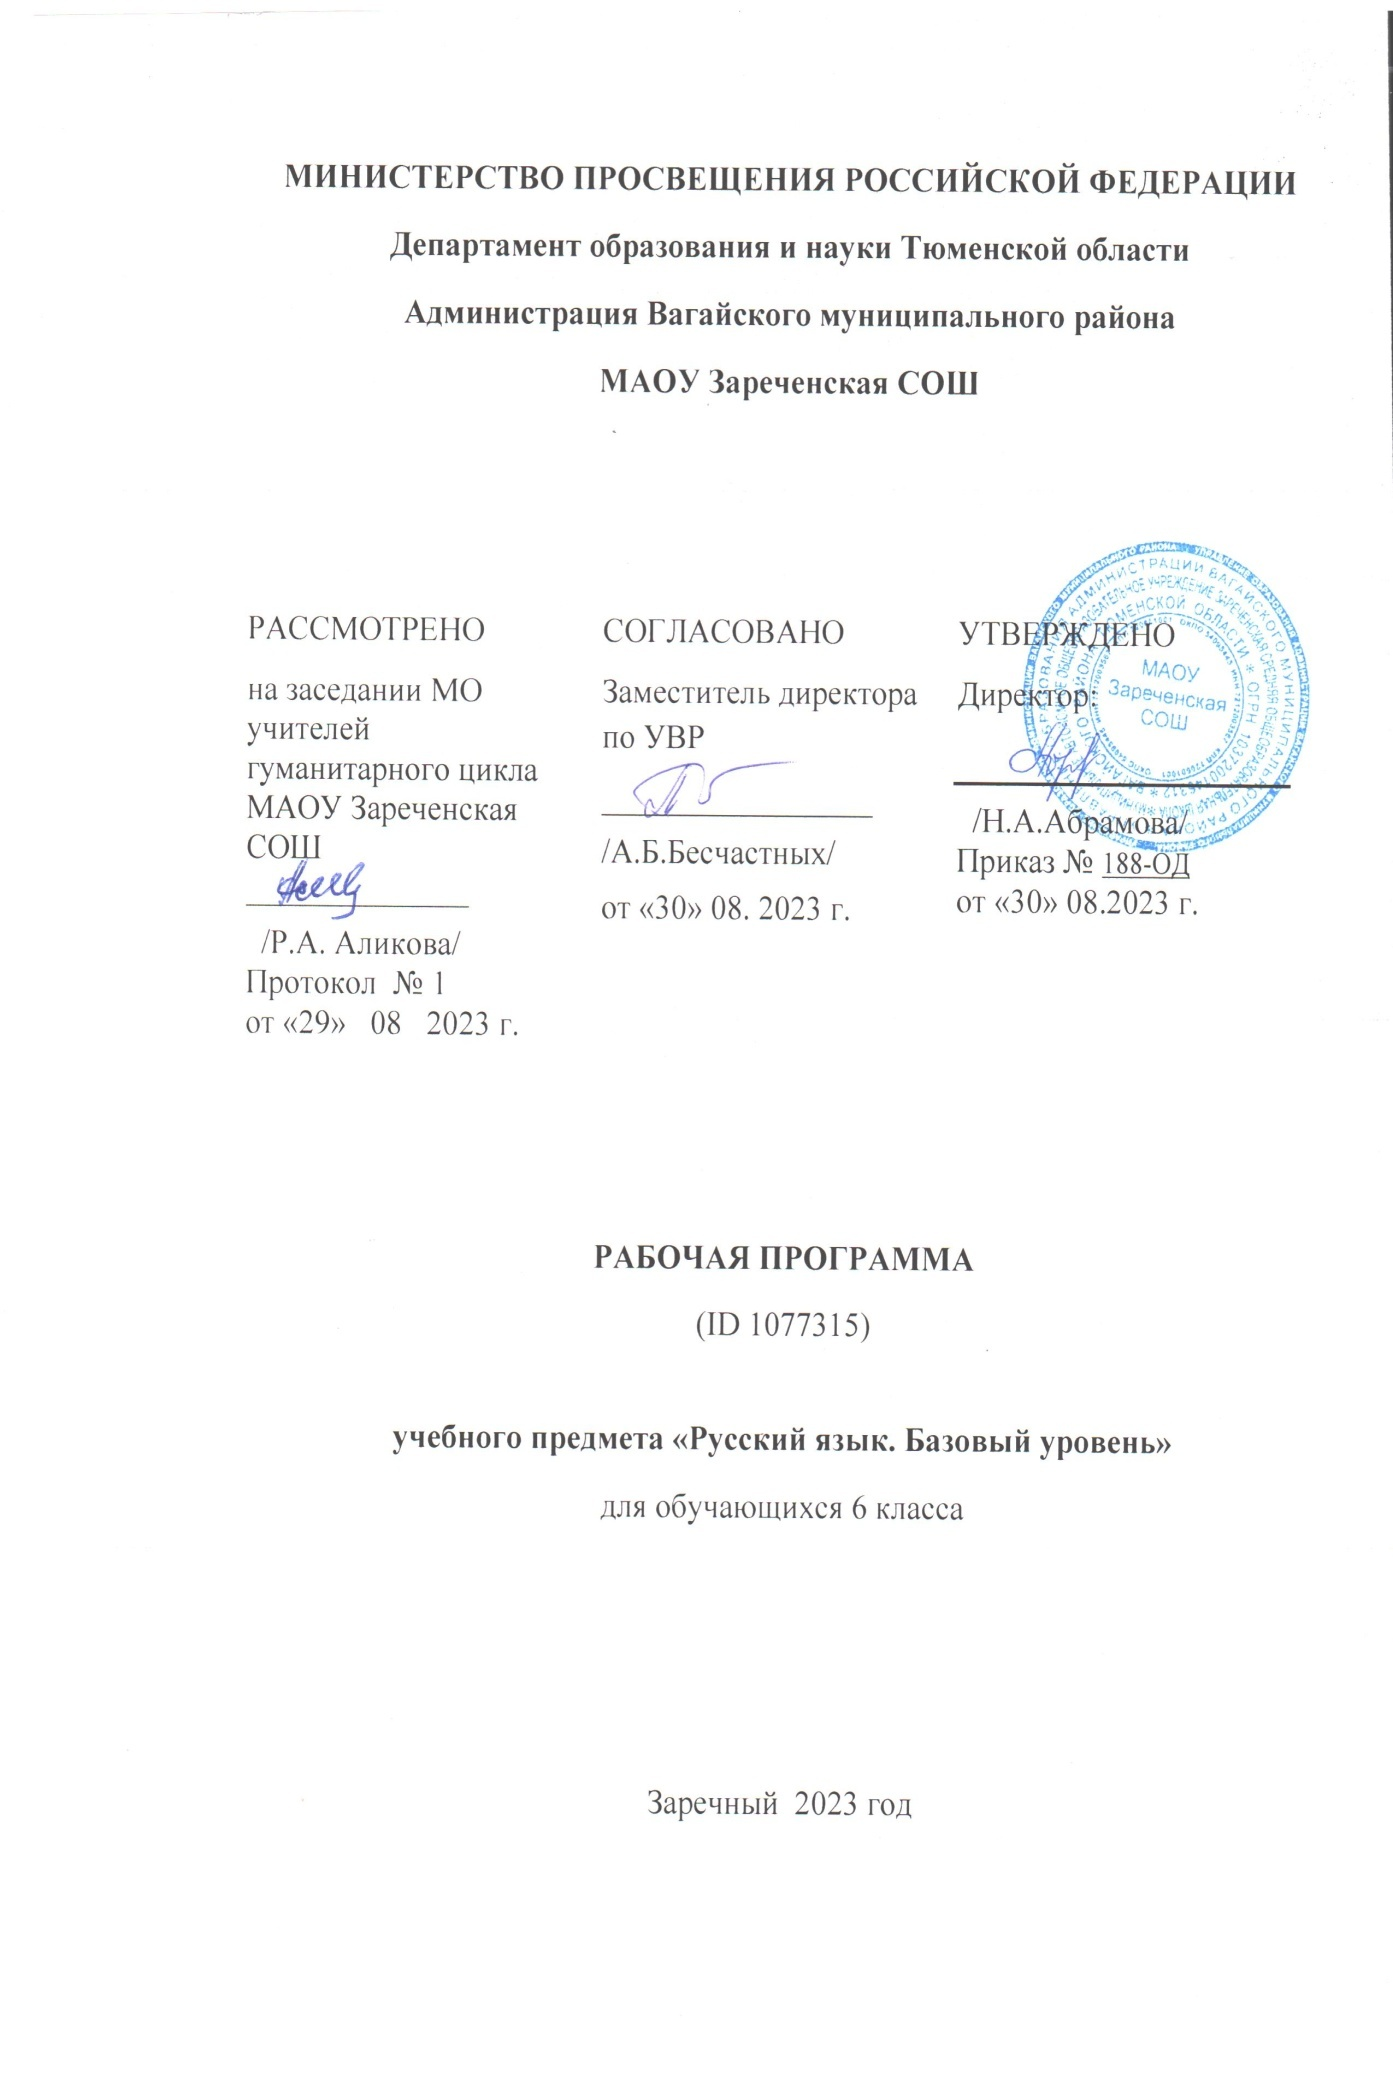 МИНИСТЕРСТВО ПРОСВЕЩЕНИЯ РОССИЙСКОЙ ФЕДЕРАЦИИ
Департамент образования и науки Тюменской области
Администрация Вагайского муниципального района
МАОУ Зареченская СОШ
РАССМОТРЕНО
на заседании МО
учителей
гуманитарного цикла
МАОУ Зареченская
СОШ
/Р.А. Аликова/
Протокол № 1
от «29» 08 2023 г.
СОГЛАСОВАНО
Заместитель директора
по УВР
/А.Б.Бесчастных/
от «30» 08. 2023 г.
УТВЕРЖДЕНО
Директор:
/Н.А.Абрамова/
Приказ № 188-ОД
от «30» 08.2023 г.
МАОУ
Зареченская
СОШ
РАБОЧАЯ ПРОГРАММА
(ID 1077315)
учебного предмета «Русский язык. Базовый уровень»
для обучающихся 6 класса
Заречный 2023 год